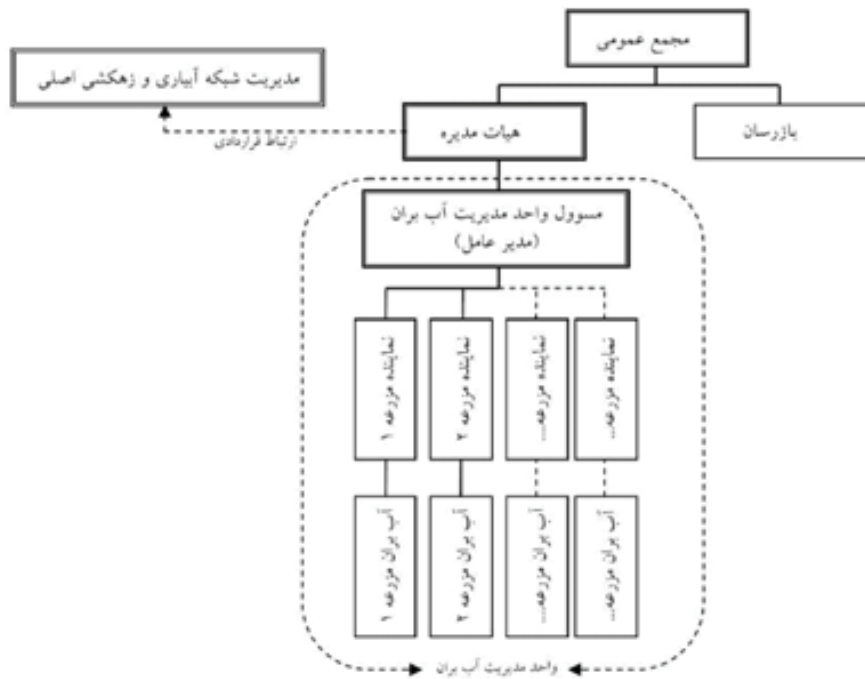 مجمع عمومی
مدیریت شبکه آبیاری و زهکشی اصلی
بازرسان
هیات مدیره
ارتباط قراردادی
مسوول واحد مدیریت آب بران
(مدیر عامل)
نماینده مزرعه ۱
نماینده مزرعه ۲
نماینده مزرعه...
نماینده مزرعه...
آب بران مزرعه ۱
آب بران مزرعه ۲
آب بران مزرعه...
آب بران مزرعه...
واحد مدیریت آب بران